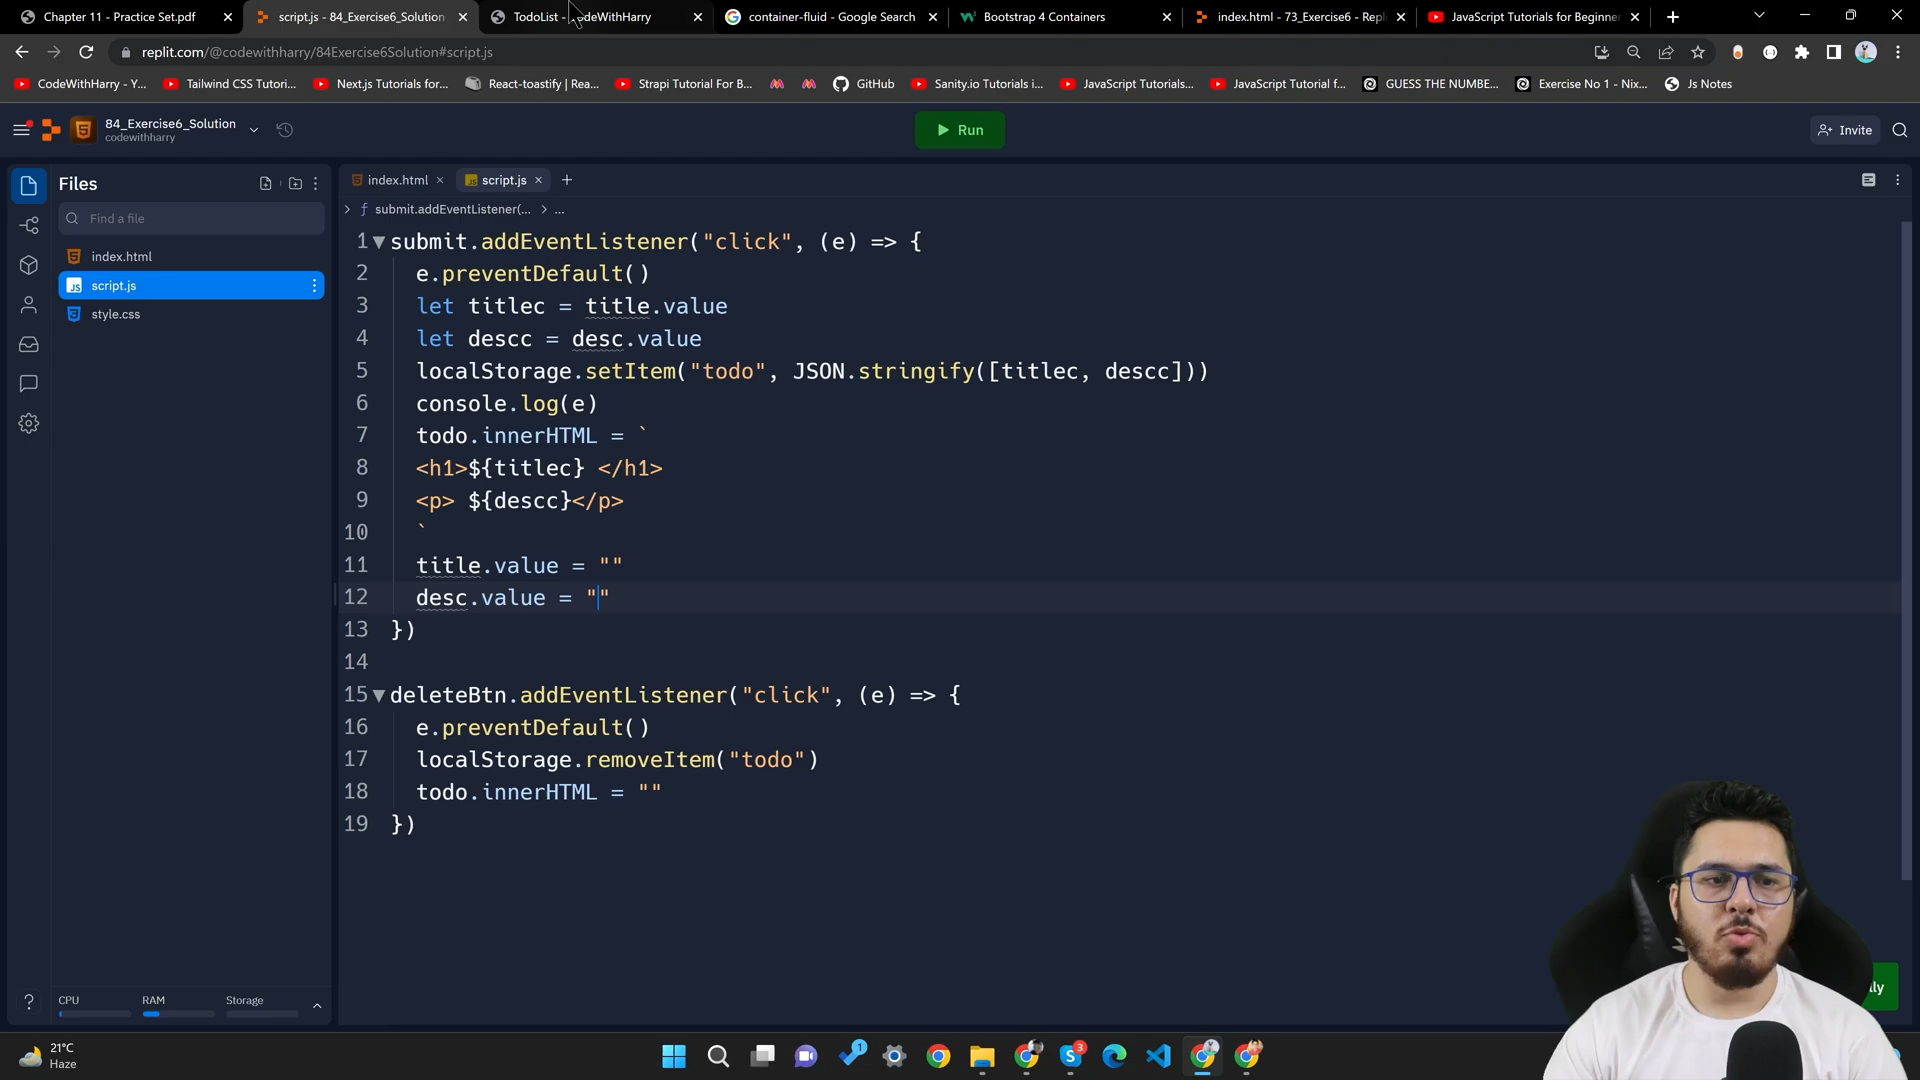 Chapter 11 - Practice Set.pdf
script.js - 84_Exercise6_Solution
TodoList - CodeWithHarry
container-fluid - Google Search
Bootstrap 4 Containers
index.html - 73_Exercise6 - Repl
JavaScript Tutorials for Beginner
replit.com/@codewithharry/84Exercise6Solution#script.js
CodeWithHarry - Y...
Tailwind CSS Tutori...
Next.js Tutorials for...
React-toastify | Rea...
Strapi Tutorial For B...
GitHub
Sanity.io Tutorials i...
JavaScript Tutorials...
JavaScript Tutorial f...
GUESS THE NUMBE...
Exercise No 1 - Nix...
Js Notes
84_Exercise6_Solution
codewithharry
Run
Invite
Files
Find a file
index.html
script.js
style.css
index.html
script.js
submit.addEventListener(... > ...
1 submit.addEventListener("click", (e) => {
2 e.preventDefault()
3 let titlec = title.value
4 let descc = desc.value
5 localStorage.setItem("todo", JSON.stringify([titlec, descc]))
6 console.log(e)
7 todo.innerHTML = `
8 <h1>${titlec} </h1>
9 <p> ${descc}</p>
10 `
11 title.value = ""
12 desc.value = ""
13 })
14
15 deleteBtn.addEventListener("click", (e) => {
16 e.preventDefault()
17 localStorage.removeItem("todo")
18 todo.innerHTML = ""
19 })
CPU
RAM
Storage
lly
21°C
Haze
1
3